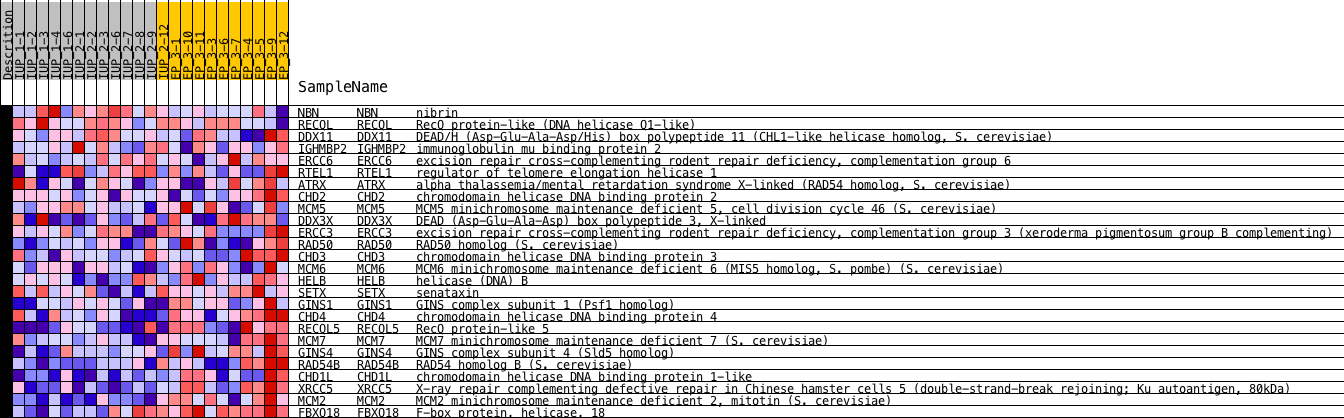 Descrition
IUP_1-1
IUP_1-2
IUP_1-3
IUP_1-4
IUP_1-6
IUP_2-1
IUP_2-2
IUP_2-3
IUP_2-6
IUP_2-7
IUP_2-8
IUP_2-9
IUP_2-12
EP_3-1
EP_3-10
EP_3-11
EP_3-3
EP_3-6
EP_3-7
EP_3-4
EP_3-5
EP_3-9
EP_3-12
SampleName
NBN NBN nibrin
RECQL RECQL RecQ protein-like (DNA helicase Q1-like)
DDX11 DDX11 DEAD/H (Asp-Glu-Ala-Asp/His) box polypeptide 11 (CHL1-like helicase homolog, S. cerevisiae)
IGHMBP2 IGHMBP2 immunoglobulin mu binding protein 2
ERCC6 ERCC6 excision repair cross-complementing rodent repair deficiency, complementation group 6
RTEL1 RTEL1 regulator of telomere elongation helicase 1
ATRX ATRX alpha thalassemia/mental retardation syndrome X-linked (RAD54 homolog, S. cerevisiae)
CHD2 CHD2 chromodomain helicase DNA binding protein 2
MCM5 MCM5 MCM5 minichromosome maintenance deficient 5, cell division cycle 46 (S. cerevisiae)
DDX3X DDX3X DEAD (Asp-Glu-Ala-Asp) box polypeptide 3, X-linked
ERCC3 ERCC3 excision repair cross-complementing rodent repair deficiency, complementation group 3 (xeroderma pigmentosum group B complementing)
RAD50 RAD50 RAD50 homolog (S. cerevisiae)
CHD3 CHD3 chromodomain helicase DNA binding protein 3
MCM6 MCM6 MCM6 minichromosome maintenance deficient 6 (MIS5 homolog, S. pombe) (S. cerevisiae)
HELB HELB helicase (DNA) B
SETX SETX senataxin
GINS1 GINS1 GINS complex subunit 1 (Psf1 homolog)
CHD4 CHD4 chromodomain helicase DNA binding protein 4
RECQL5 RECQL5 RecQ protein-like 5
MCM7 MCM7 MCM7 minichromosome maintenance deficient 7 (S. cerevisiae)
GINS4 GINS4 GINS complex subunit 4 (Sld5 homolog)
RAD54B RAD54B RAD54 homolog B (S. cerevisiae)
CHD1L CHD1L chromodomain helicase DNA binding protein 1-like
XRCC5 XRCC5 X-ray repair complementing defective repair in Chinese hamster cells 5 (double-strand-break rejoining; Ku autoantigen, 80kDa)
MCM2 MCM2 MCM2 minichromosome maintenance deficient 2, mitotin (S. cerevisiae)
FBXO18 FBXO18 F-box protein, helicase, 18